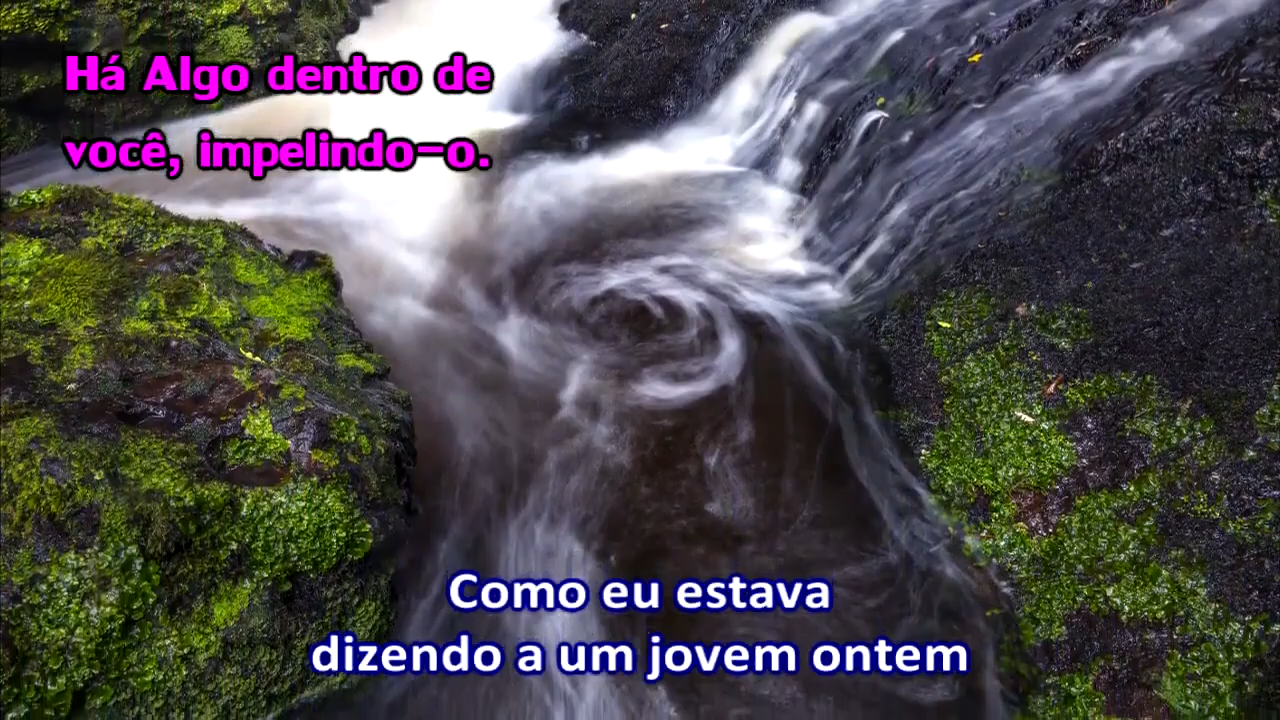 Há Algo dentro de
você, impelindo-o.
Como eu estava
dizendo a um jovem ontem